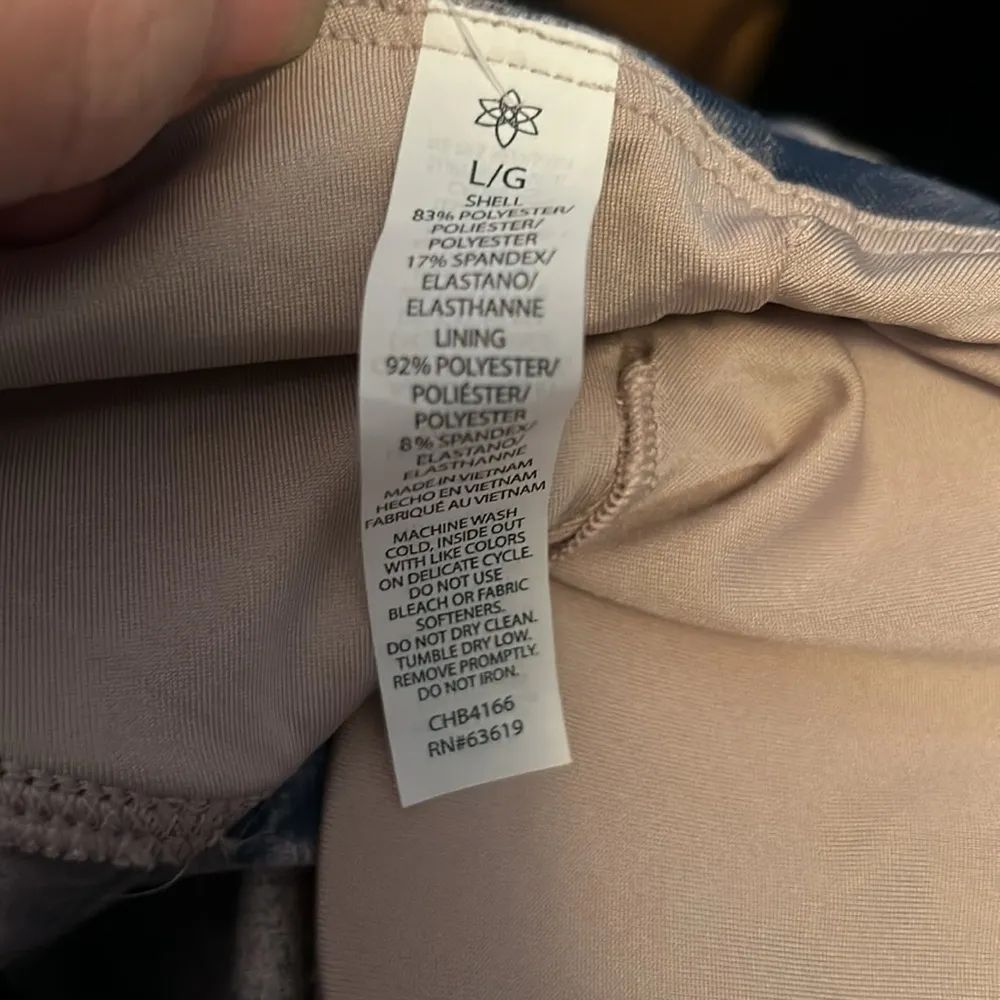 L/G
SHELL
83% POLYESTER/
POLIÉSTER/
POLYESTER
17% SPANDEX/
ELASTANO/
ELASTHANNE
LINING
92% POLYESTER/
POLIÉSTER/
POLYESTER
8% SPANDEX/
ELASTANO/
ELASTHANNE
MADE IN VIETNAM
HECHO EN VIETNAM
FABRIQUÉ AU VIETNAM
MACHINE WASH
COLD, INSIDE OUT
WITH LIKE COLORS
ON DELICATE CYCLE.
DO NOT USE
BLEACH OR FABRIC
SOFTENERS.
DO NOT DRY CLEAN.
TUMBLE DRY LOW.
REMOVE PROMPTLY.
DO NOT IRON.
CHB4166
RN#63619